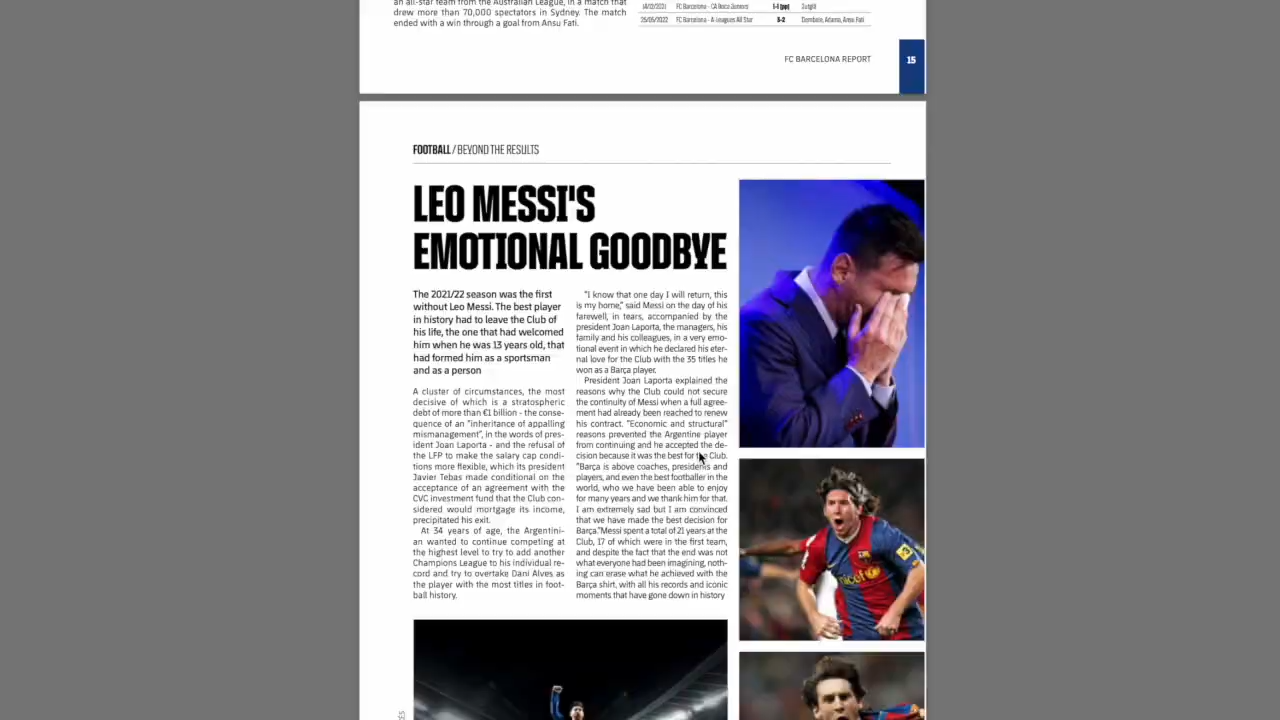 an all-star team from the Australian League, in a match that
drew more than 70,000 spectators in Sydney. The match
ended with a win through a goal from Ansu Fati.
FC Barcelona - CA Boca Juniors
25/05/2022 FC Barcelona - A-Leagues All Star 3-2 Dembele, Adama, Ansu Fati
FC BARCELONA REPORT 15
FOOTBALL / BEYOND THE RESULTS
LEO MESSI'S
EMOTIONAL GOODBYE
The 2021/22 season was the first
without Leo Messi. The best player
in history had to leave the Club of
his life, the one that had welcomed
him when he was 13 years old, that
had formed him as a sportsman
and as a person
A cluster of circumstances, the most
decisive of which is a stratospheric
debt of more than €1 billion - the conse-
quence of an "inheritance of appalling
mismanagement", in the words of pres-
ident Joan Laporta - and the refusal of
the LFP to make the salary cap condi-
tions more flexible, which its president
Javier Tebas made conditional on the
acceptance of an agreement with the
CVC investment fund that the Club con-
sidered would mortgage its income,
precipitated his exit.
At 34 years of age, the Argentini-
an wanted to continue competing at
the highest level to try to add another
Champions League to his individual re-
cord and try to overtake Dani Alves as
the player with the most titles in foot-
ball history.
"I know that one day I will return, this
is my home," said Messi on the day of his
farewell, in tears, accompanied by the
president Joan Laporta, the managers, his
family and his colleagues, in a very emo-
tional event in which he declared his eter-
nal love for the Club with the 35 titles he
won as a Barça player.
President Joan Laporta explained the
reasons why the Club could not secure
the continuity of Messi when a full agree-
ment had already been reached to renew
his contract. "Economic and structural"
reasons prevented the Argentine player
from continuing and he accepted the de-
cision because it was the best for the Club.
"Barça is above coaches, presidents and
players, and even the best footballer in the
world, who we have been able to enjoy
for many years and we thank him for that.
I am extremely sad but I am convinced
that we have made the best decision for
Barça."Messi spent a total of 21 years at the
Club, 17 of which were in the first team,
and despite the fact that the end was not
what everyone had been imagining, noth-
ing can erase what he achieved with the
Barça shirt, with all his records and iconic
moments that have gone down in history
unicef